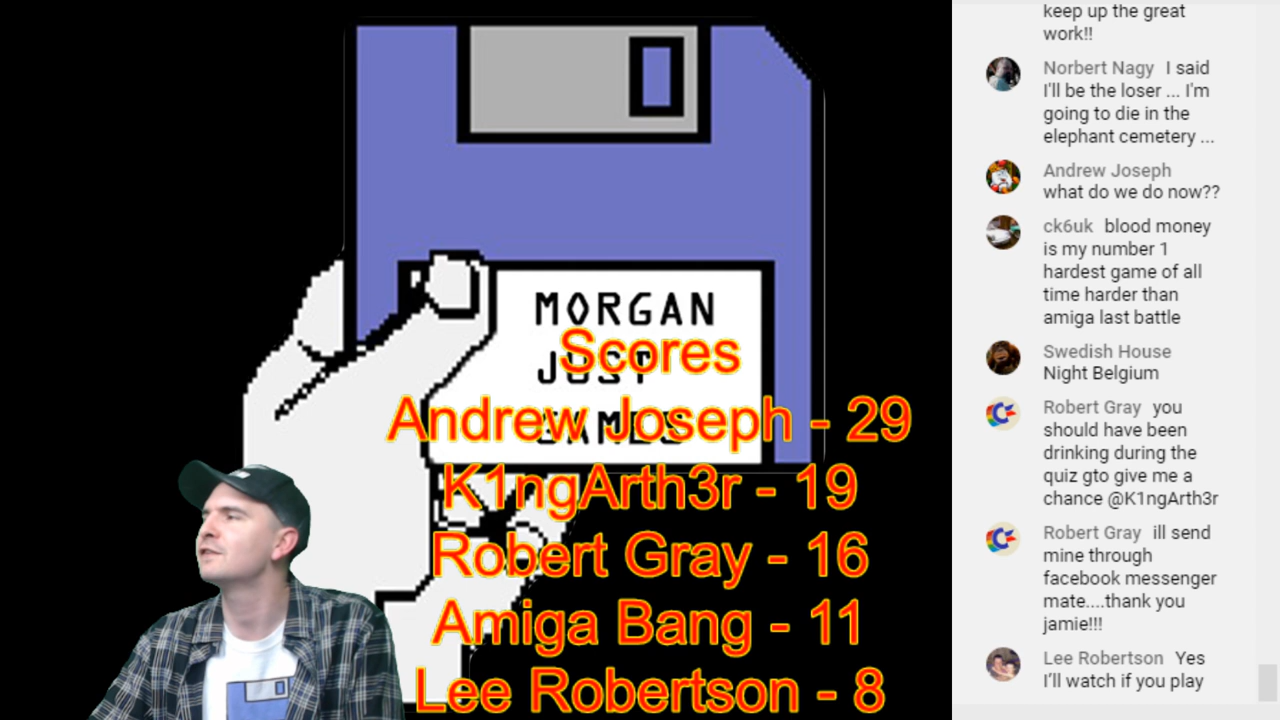 MORGAN
JUST
GAMES
Scores
Andrew Joseph - 29
K1ngArth3r - 19
Robert Gray - 16
Amiga Bang - 11
Lee Robertson - 8
keep up the great
work!!
Norbert Nagy I said
I'll be the loser ... I'm
going to die in the
elephant cemetery ...
Andrew Joseph
what do we do now??
ck6uk blood money
is my number 1
hardest game of all
time harder than
amiga last battle
Swedish House
Night Belgium
Robert Gray you
should have been
drinking during the
quiz gto give me a
chance @K1ngArth3r
Robert Gray ill send
mine through
facebook messenger
mate....thank you
jamie!!!
Lee Robertson Yes
I'll watch if you play